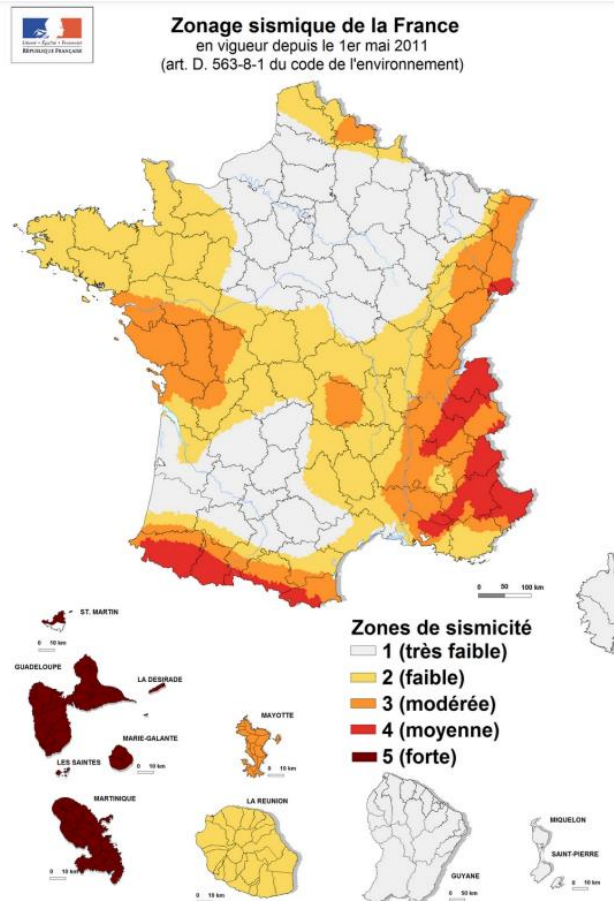 Liberté • Égalité • Fraternité
RÉPUBLIQUE FRANÇAISE
Zonage sismique de la France
en vigueur depuis le 1er mai 2011
(art. D. 563-8-1 du code de l'environnement)
0 50 100 km
ST. MARTIN
0 10 km
GUADELOUPE
LA DESIRADE
MARIE-GALANTE
LES SAINTES
0 10 km
MAYOTTE
0 10 km
MARTINIQUE
0 10 km
LA REUNION
0 10 km
Zones de sismicité
1 (très faible)
2 (faible)
3 (modérée)
4 (moyenne)
5 (forte)
GUYANE
0 50 km
MIQUELON
SAINT-PIERRE
0 10 km